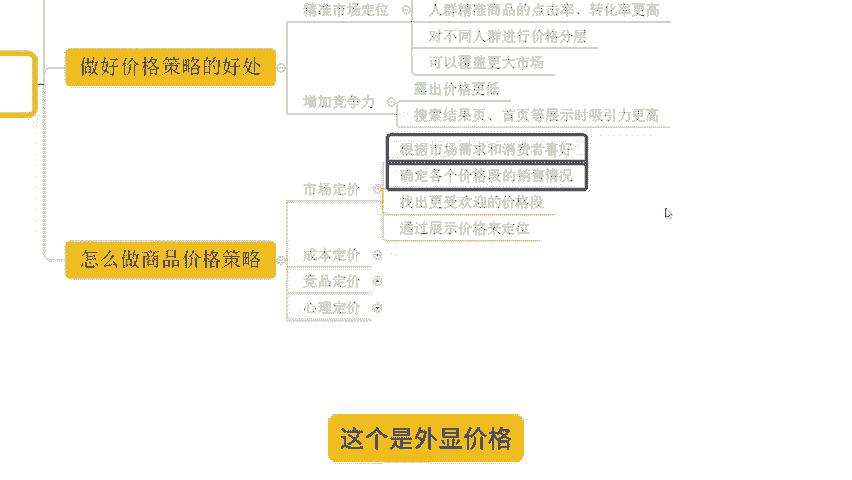 精准市场定位
人群精准商品的点击率、转化率更高
对不同人群进行价格分层
可以覆盖更大市场
做好价格策略的好处
增加竞争力
露出价格更低
搜索结果页、首页等展示时吸引力更高
根据市场需求和消费者喜好
确定各个价格段的销售情况
市场定价
找出更受欢迎的价格段
通过展示价格来定位
怎么做商品价格策略
成本定价
竞品定价
心理定价
这个是外显价格